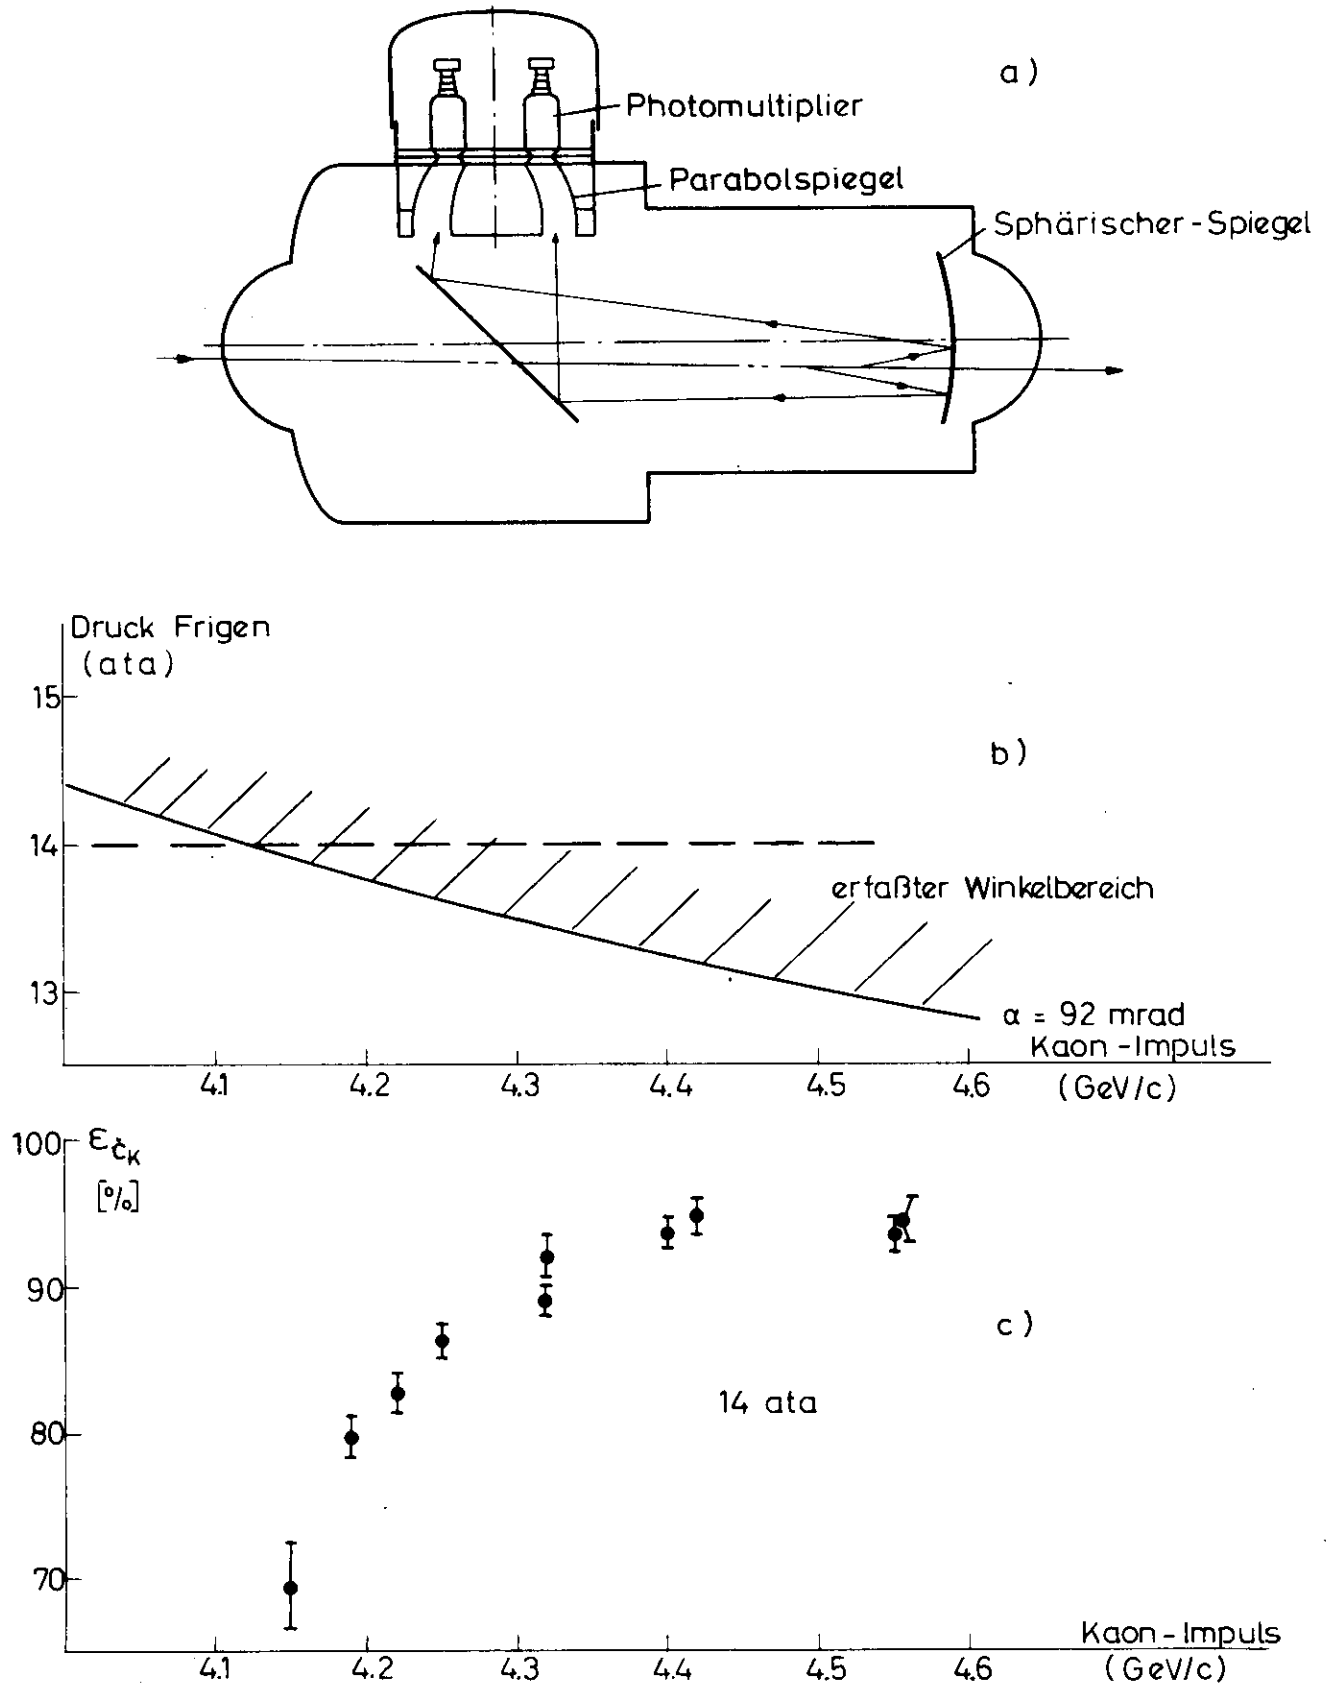 a)
Photomultiplier
Parabolspiegel
Sphärischer-Spiegel
Druck Frigen
(ata)
15
b)
14
erfaßter Winkelbereich
13
α = 92 mrad
Kaon-Impuls
4.1 4.2 4.3 4.4 4.5 4.6 (GeV/c)
100 εČK
[%]
90
c)
14 ata
80
70
Kaon-Impuls
4.1 4.2 4.3 4.4 4.5 4.6 (GeV/c)